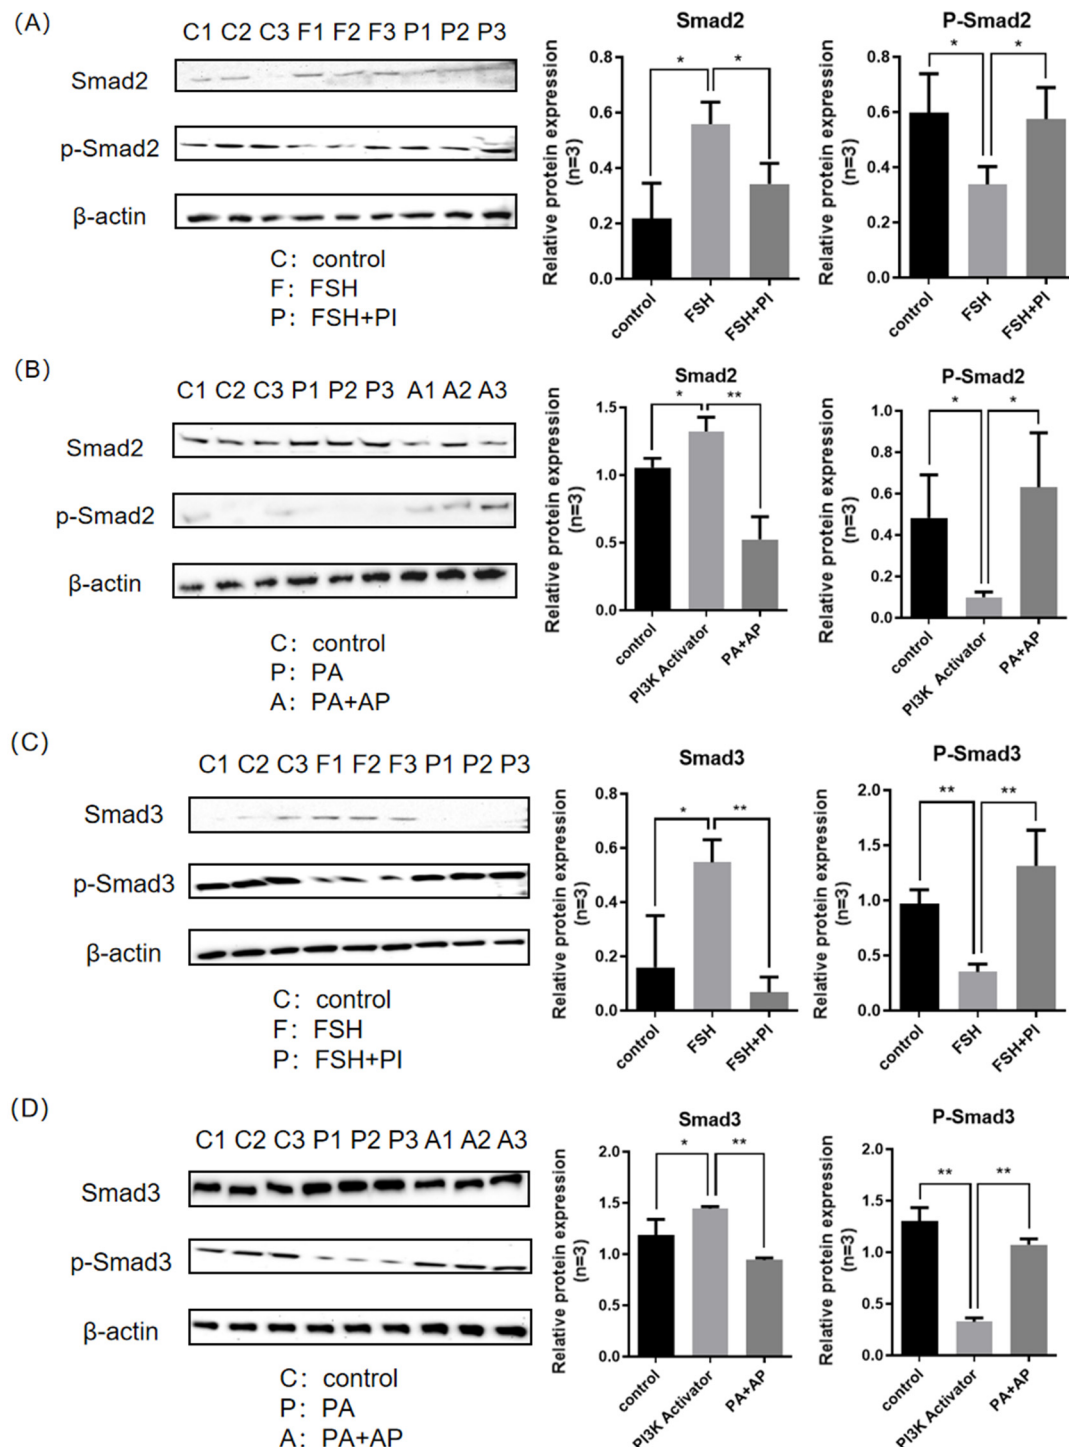 (A)
C1 C2 C3 F1 F2 F3 P1 P2 P3
Smad2
p-Smad2
β-actin
C: control
F: FSH
P: FSH+PI
Smad2
Relative protein expression
(n=3)
0.8
0.6
0.4
0.2
0.0
* *
control FSH FSH+PI
P-Smad2
Relative protein expression
(n=3)
0.8
0.6
0.4
0.2
0.0
* *
control FSH FSH+PI
(B)
C1 C2 C3 P1 P2 P3 A1 A2 A3
Smad2
p-Smad2
β-actin
C: control
P: PA
A: PA+AP
Smad2
Relative protein expression
(n=3)
1.5
1.0
0.5
0.0
* **
control PI3K Activator PA+AP
P-Smad2
Relative protein expression
(n=3)
1.0
0.8
0.6
0.4
0.2
0.0
* *
control PI3K Activator PA+AP
(C)
C1 C2 C3 F1 F2 F3 P1 P2 P3
Smad3
p-Smad3
β-actin
C: control
F: FSH
P: FSH+PI
Smad3
Relative protein expression
(n=3)
0.8
0.6
0.4
0.2
0.0
* **
control FSH FSH+PI
P-Smad3
Relative protein expression
(n=3)
2.0
1.5
1.0
0.5
0.0
** **
control FSH FSH+PI
(D)
C1 C2 C3 P1 P2 P3 A1 A2 A3
Smad3
p-Smad3
β-actin
C: control
P: PA
A: PA+AP
Smad3
Relative protein expression
(n=3)
2.0
1.5
1.0
0.5
0.0
* **
control PI3K Activator PA+AP
P-Smad3
Relative protein expression
(n=3)
2.0
1.5
1.0
0.5
0.0
** **
control PI3K Activator PA+AP